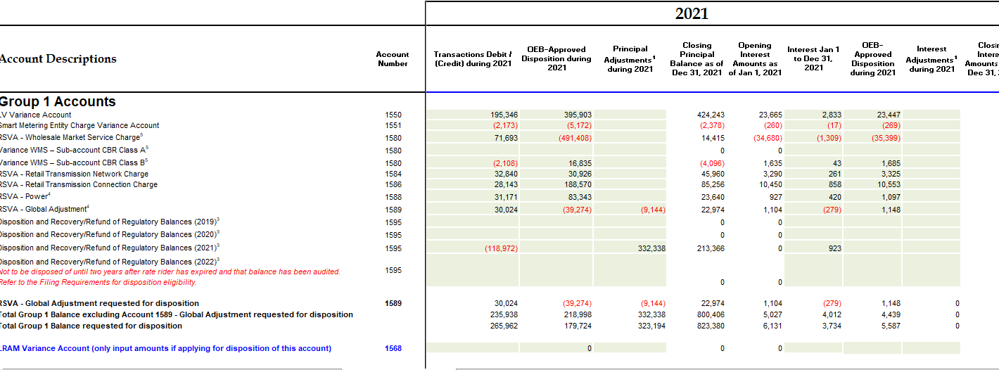 2021
Account Descriptions Account Number Transactions Debit / (Credit) during 2021 OEB-Approved Disposition during 2021 Principal Adjustments1 during 2021 Closing Principal Balance as of Dec 31, 2021 Opening Interest Amounts as of Jan 1, 2021 Interest Jan 1 to Dec 31, 2021 OEB-Approved Disposition during 2021 Interest Adjustments1 during 2021 Amounts Dec 31,
Group 1 Accounts
LV Variance Account 1550 195,346 395,903 424,243 23,665 2,833 23,447
Smart Metering Entity Charge Variance Account 1551 (2,173) (5,172) (2,378) (260) (17) (269)
RSVA - Wholesale Market Service Charge5 1580 71,693 (491,408) 14,415 (34,680) (1,309) (35,399)
Variance WMS – Sub-account CBR Class A5 1580 0 0
Variance WMS – Sub-account CBR Class B5 1580 (2,108) 16,835 (4,096) 1,635 43 1,685
RSVA - Retail Transmission Network Charge 1584 32,840 30,926 45,960 3,290 261 3,325
RSVA - Retail Transmission Connection Charge 1586 28,143 188,570 85,256 10,450 858 10,553
RSVA - Power4 1588 31,171 83,343 23,640 927 420 1,097
RSVA - Global Adjustment4 1589 30,024 (39,274) (9,144) 22,974 1,104 (279) 1,148
Disposition and Recovery/Refund of Regulatory Balances (2019)3 1595 0 0
Disposition and Recovery/Refund of Regulatory Balances (2020)3 1595 0 0
Disposition and Recovery/Refund of Regulatory Balances (2021)3 1595 (118,972) 332,338 213,366 0 923
Disposition and Recovery/Refund of Regulatory Balances (2022)3
Not to be disposed of until two years after rate rider has expired and that balance has been audited. 1595
Refer to the Filing Requirements for disposition eligibility. 0 0
RSVA - Global Adjustment requested for disposition 1589 30,024 (39,274) (9,144) 22,974 1,104 (279) 1,148 0
Total Group 1 Balance excluding Account 1589 - Global Adjustment requested for disposition 235,938 218,998 332,338 800,406 5,027 4,012 4,439 0
Total Group 1 Balance requested for disposition 265,962 179,724 323,194 823,380 6,131 3,734 5,587 0
LRAM Variance Account (only input amounts if applying for disposition of this account) 1568 0 0 0